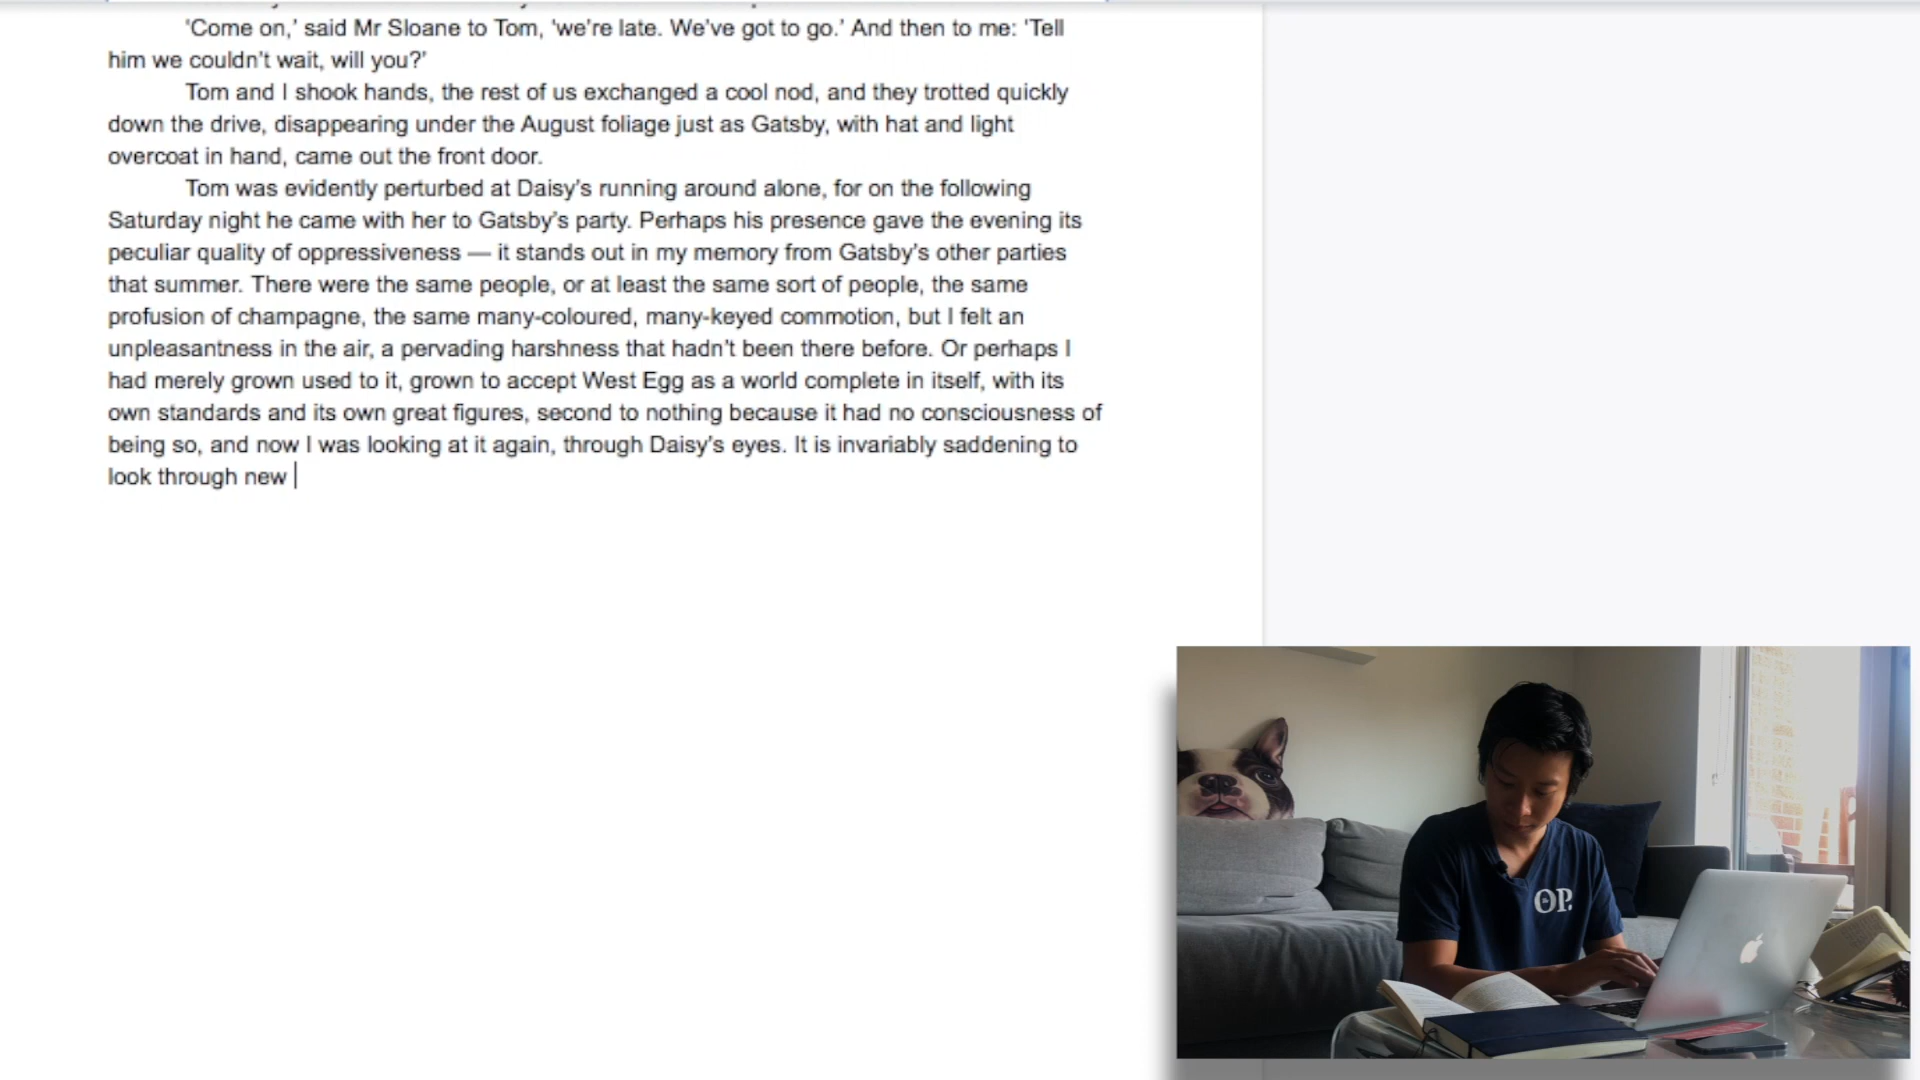 ‘Come on,’ said Mr Sloane to Tom, ‘we’re late. We’ve got to go.’ And then to me: ‘Tell
him we couldn’t wait, will you?’
Tom and I shook hands, the rest of us exchanged a cool nod, and they trotted quickly
down the drive, disappearing under the August foliage just as Gatsby, with hat and light
overcoat in hand, came out the front door.
Tom was evidently perturbed at Daisy’s running around alone, for on the following
Saturday night he came with her to Gatsby’s party. Perhaps his presence gave the evening its
peculiar quality of oppressiveness — it stands out in my memory from Gatsby’s other parties
that summer. There were the same people, or at least the same sort of people, the same
profusion of champagne, the same many-coloured, many-keyed commotion, but I felt an
unpleasantness in the air, a pervading harshness that hadn’t been there before. Or perhaps I
had merely grown used to it, grown to accept West Egg as a world complete in itself, with its
own standards and its own great figures, second to nothing because it had no consciousness of
being so, and now I was looking at it again, through Daisy’s eyes. It is invariably saddening to
look through new
OP.